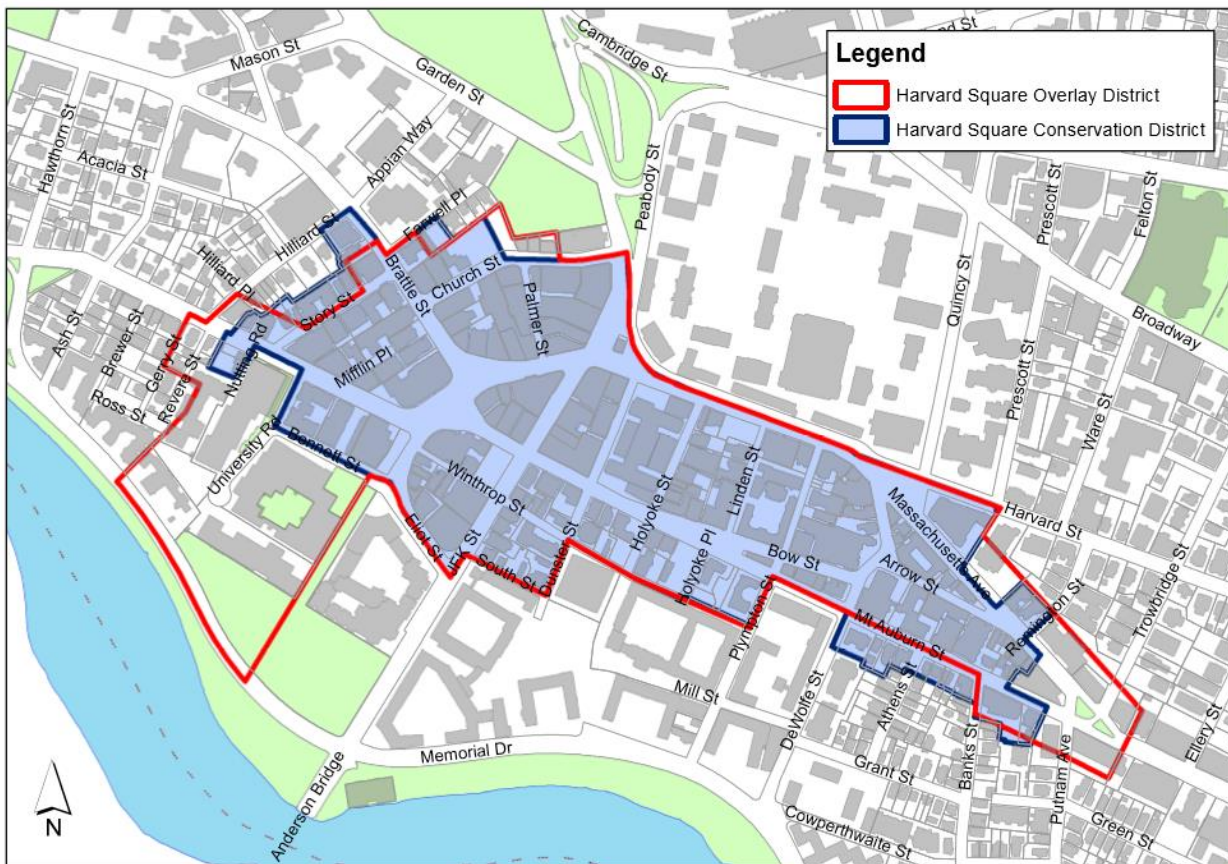 Legend
Harvard Square Overlay District
Harvard Square Conservation District
Mason St
Garden St
Cambridge St
Hawthorn St
Acacia St
Appian Way
Peabody St
Farwell Pl
Hilliard St
Hilliard Pl
Brattle St
Church St
Story St
Palmer St
Mifflin Pl
Nutting Rd
Ash St
Brewer St
Gerry St
Revere St
Ross St
University Rd
Bennett St
Winthrop St
Eliot St
JFK St
South St
Dunster St
Holyoke St
Holyoke Pl
Linden St
Plympton St
Bow St
Arrow St
Massachusetts Ave
Mt Auburn St
Remington St
Quincy St
Prescott St
Prescott St
Felton St
Broadway
Ware St
Harvard St
Trowbridge St
Ellery St
Mill St
DeWolfe St
Athens St
Banks St
Putnam Ave
Grant St
Green St
Cowperthwaite St
Memorial Dr
Anderson Bridge
N